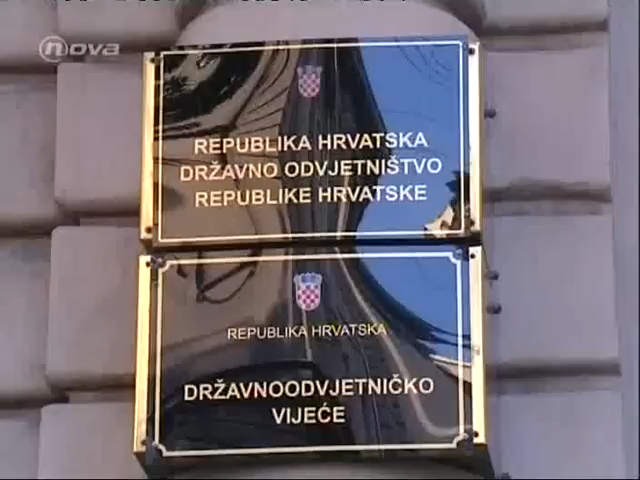 nova
REPUBLIKA HRVATSKA
DRŽAVNO ODVJETNIŠTVO
REPUBLIKE HRVATSKE
REPUBLIKA HRVATSKA
DRŽAVNOODVJETNIČKO
VIJEĆE